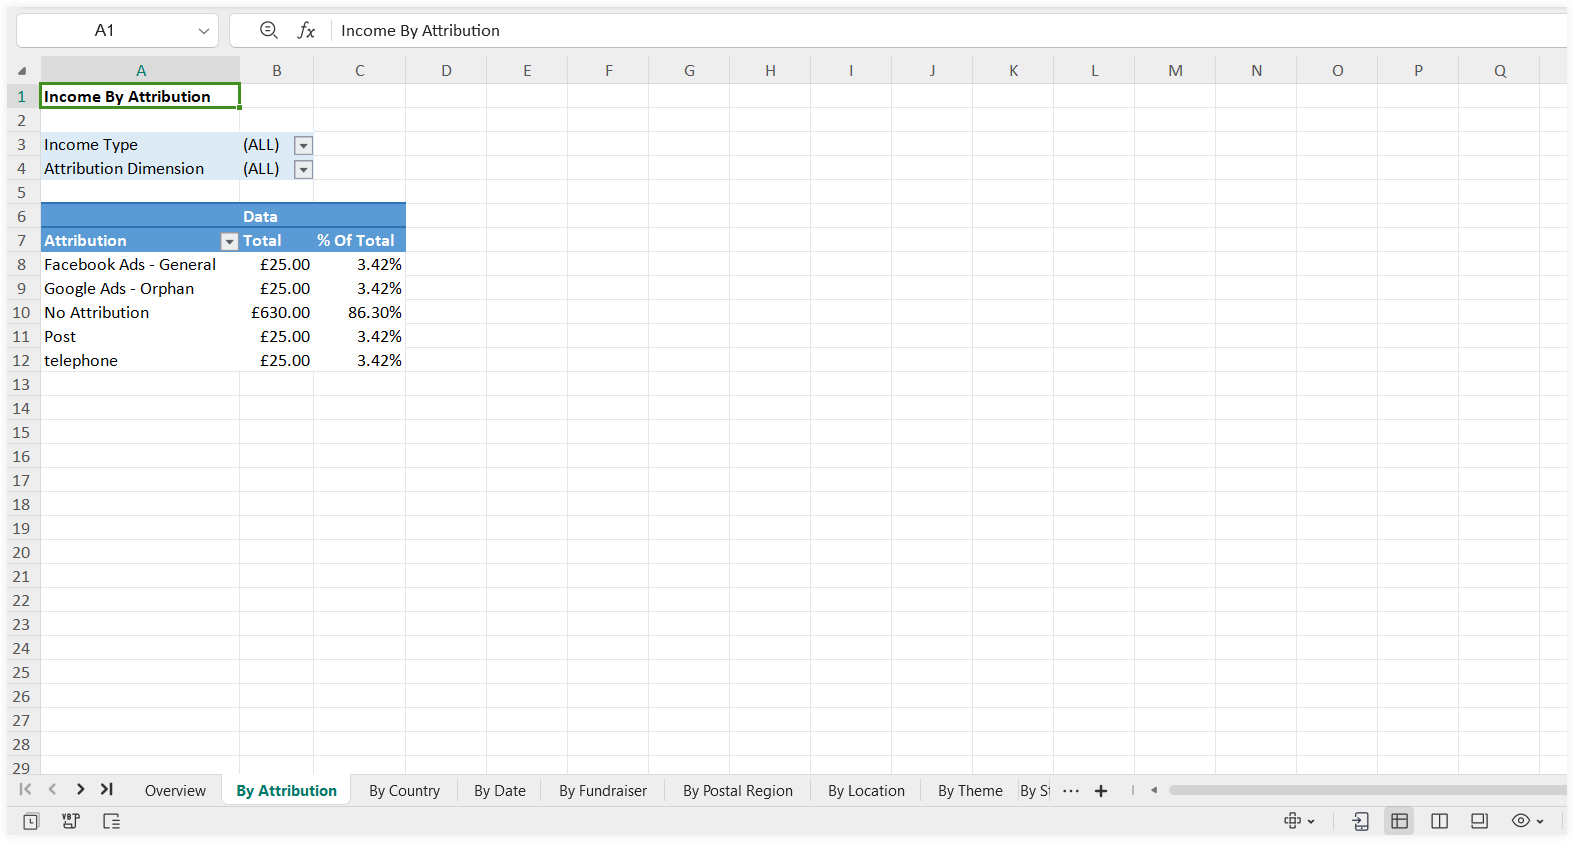 A1 fx Income By Attribution
A B C D E F G H I J K L M N O P Q
1 Income By Attribution
2
3 Income Type (ALL)
4 Attribution Dimension (ALL)
5
6 Data
7 Attribution Total % Of Total
8 Facebook Ads - General £25.00 3.42%
9 Google Ads - Orphan £25.00 3.42%
10 No Attribution £630.00 86.30%
11 Post £25.00 3.42%
12 telephone £25.00 3.42%
13
14
15
16
17
18
19
20
21
22
23
24
25
26
27
28
29
Overview By Attribution By Country By Date By Fundraiser By Postal Region By Location By Theme By S ... +